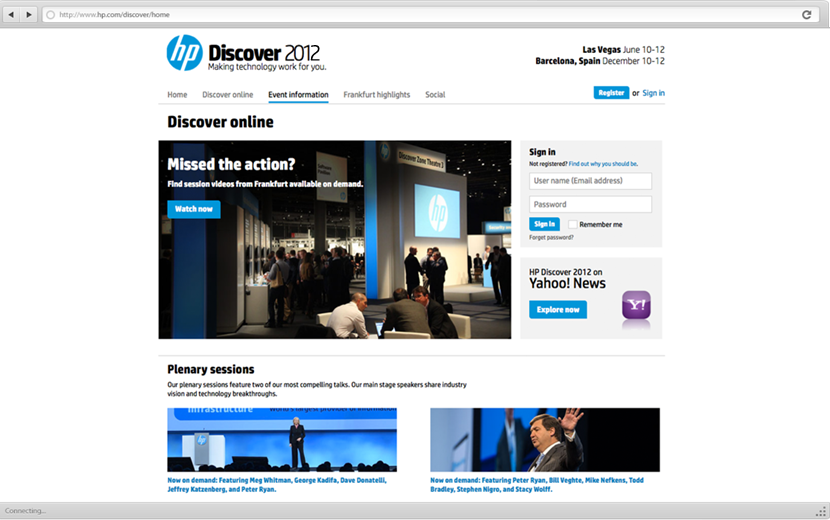 http://www.hp.com/discover/home
hp
Discover 2012
Making technology work for you.
Las Vegas June 10-12
Barcelona, Spain December 10-12
Home Discover online Event information Frankfurt highlights Social
Register or Sign in
Discover online
Missed the action?
Find session videos from Frankfurt available on demand.
Watch now
Discover Zone Theatre 3
hp
Sign in
Not registered? Find out why you should be.
User name (Email address)
Password
Sign in Remember me
Forget password?
HP Discover 2012 on
Yahoo! News
Explore now
Y!
Plenary sessions
Our plenary sessions feature two of our most compelling talks. Our main stage speakers share industry
vision and technology breakthroughs.
Infrastructure
world's largest provider of information
hp
Now on demand: Featuring Meg Whitman, George Kadifa, Dave Donatelli,
Jeffrey Katzenberg, and Peter Ryan.
Now on demand: Featuring Peter Ryan, Bill Veghte, Mike Nefkens, Todd
Bradley, Stephen Nigro, and Stacy Wolff.
Connecting...